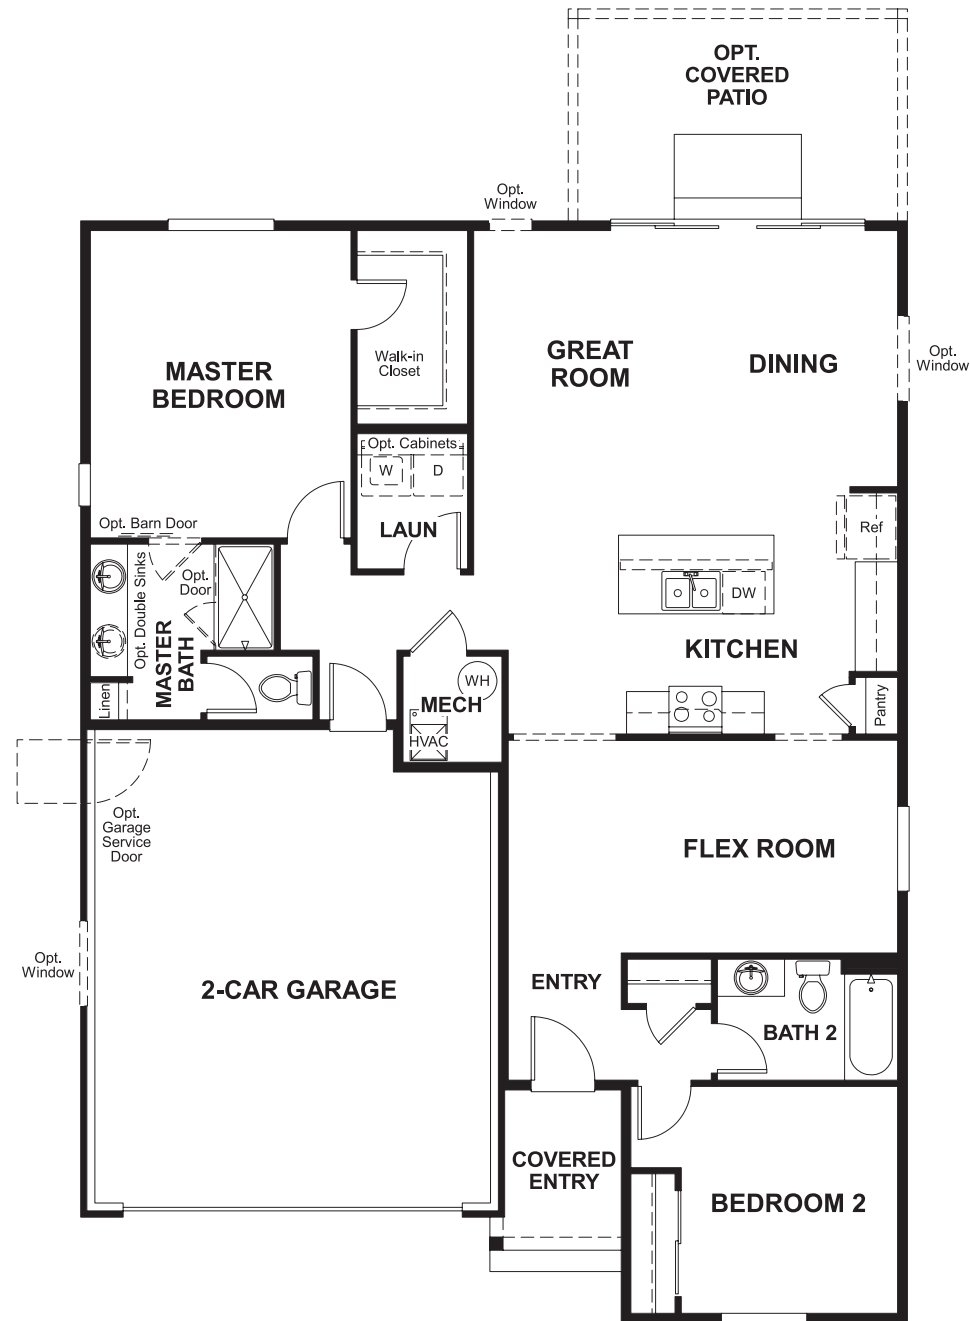 OPT.
COVERED
PATIO
Opt.
Window
MASTER
BEDROOM
Walk-in
Closet
GREAT
ROOM
DINING
Opt.
Window
Opt. Cabinets
W
D
LAUN
Opt. Barn Door
Opt. Double Sinks
Opt.
Door
MASTER
BATH
Linen
Ref
DW
KITCHEN
Pantry
WH
MECH
HVAC
Opt.
Garage
Service
Door
FLEX ROOM
Opt.
Window
2-CAR GARAGE
ENTRY
BATH 2
COVERED
ENTRY
BEDROOM 2